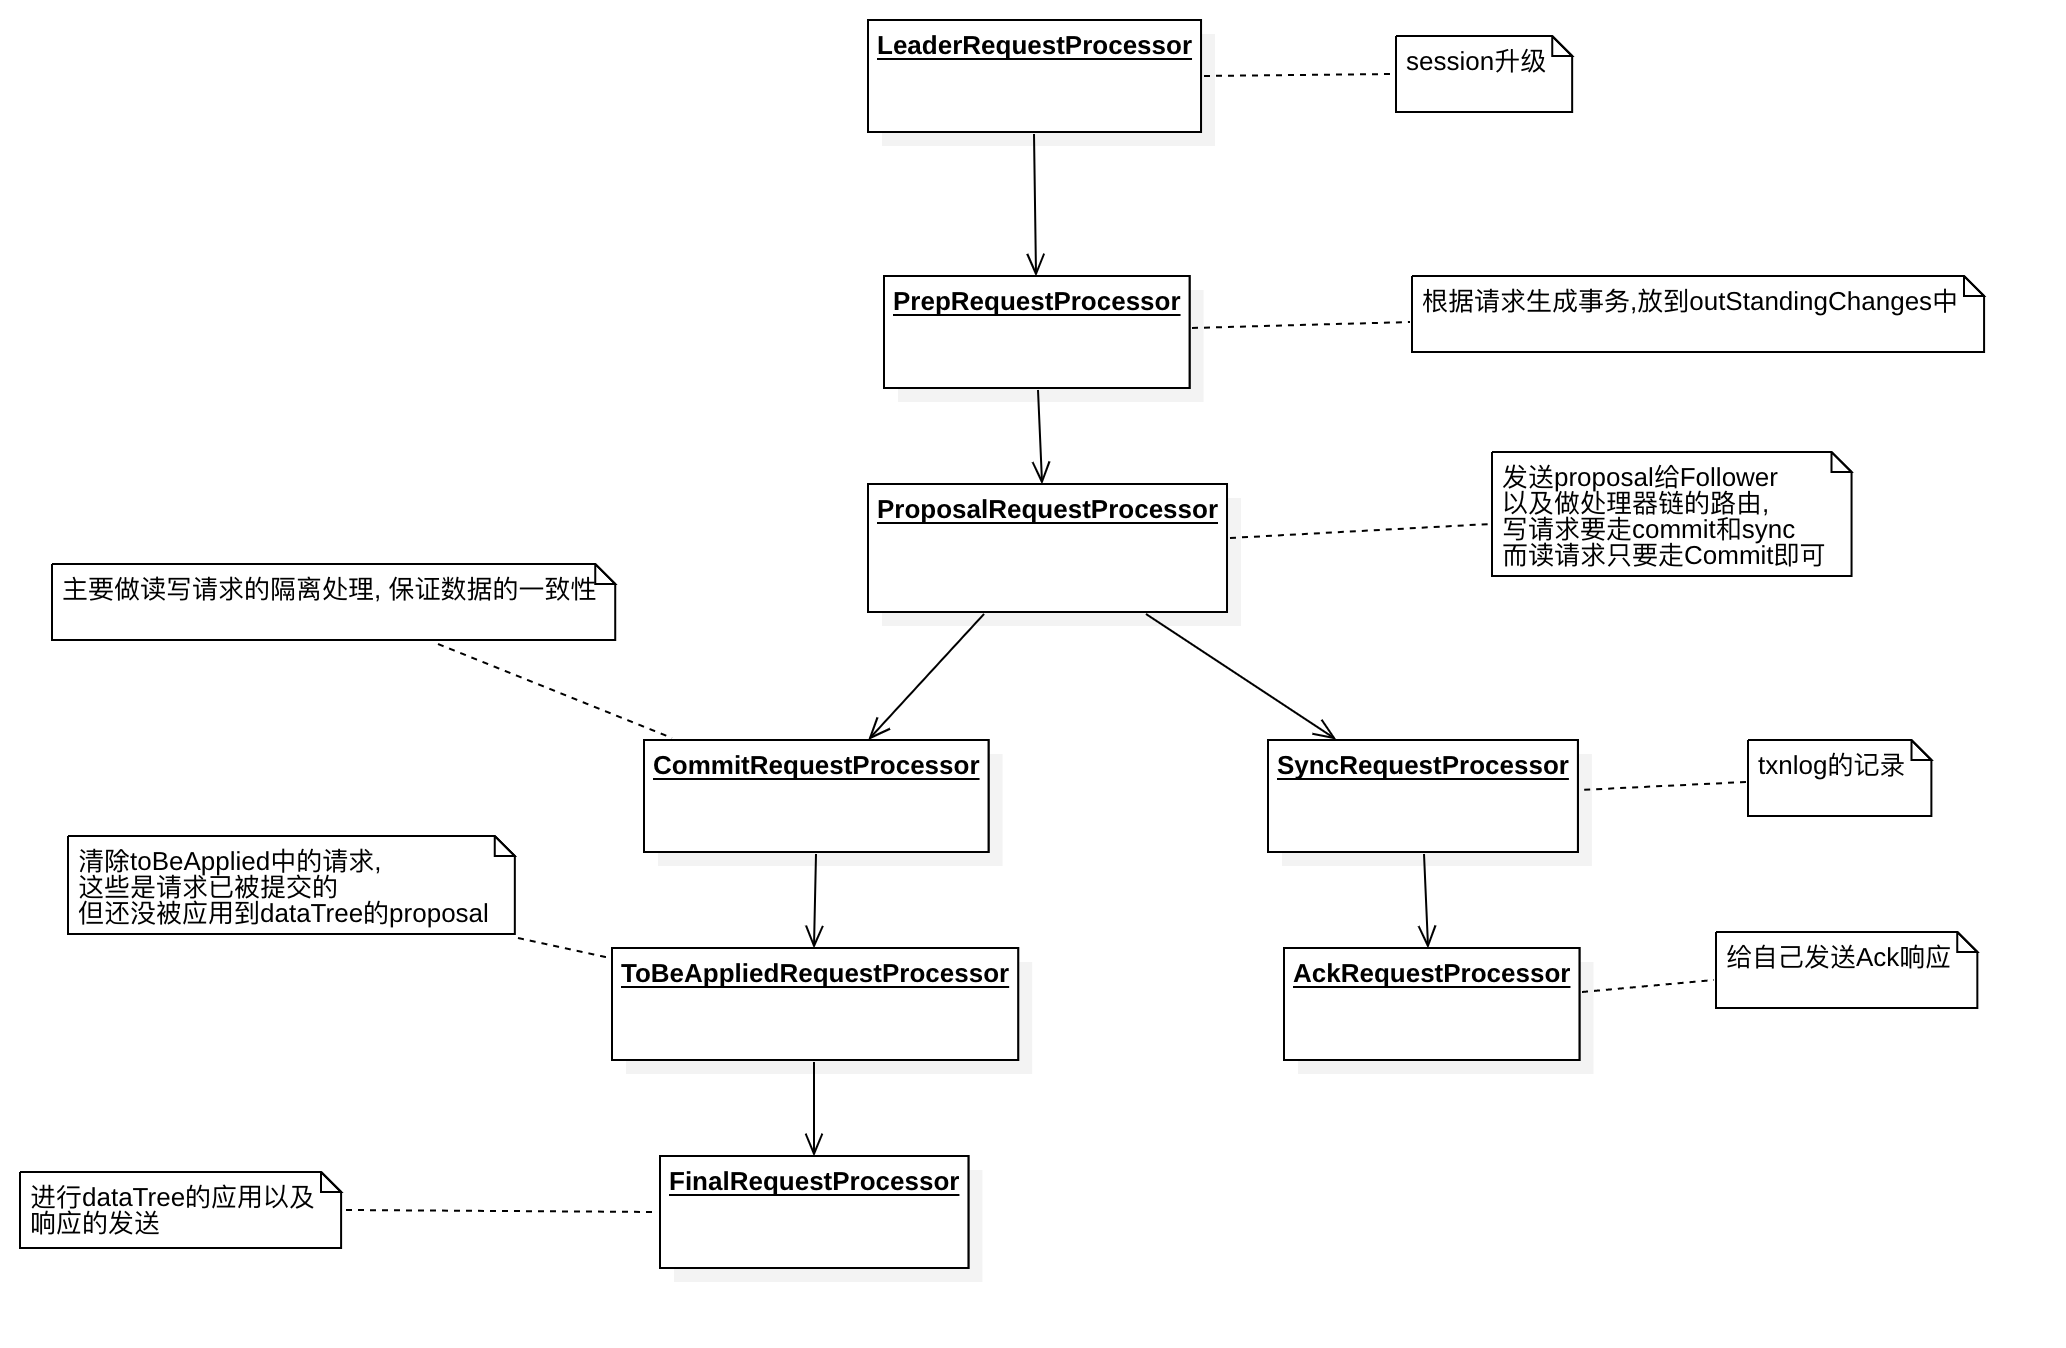 LeaderRequestProcessor
session升级
PrepRequestProcessor
根据请求生成事务,放到outStandingChanges中
ProposalRequestProcessor
发送proposal给Follower
以及做处理器链的路由,
写请求要走commit和sync
而读请求只要走Commit即可
主要做读写请求的隔离处理, 保证数据的一致性
CommitRequestProcessor
SyncRequestProcessor
txnlog的记录
清除toBeApplied中的请求,
这些是请求已被提交的
但还没被应用到dataTree的proposal
ToBeAppliedRequestProcessor
AckRequestProcessor
给自己发送Ack响应
FinalRequestProcessor
进行dataTree的应用以及
响应的发送